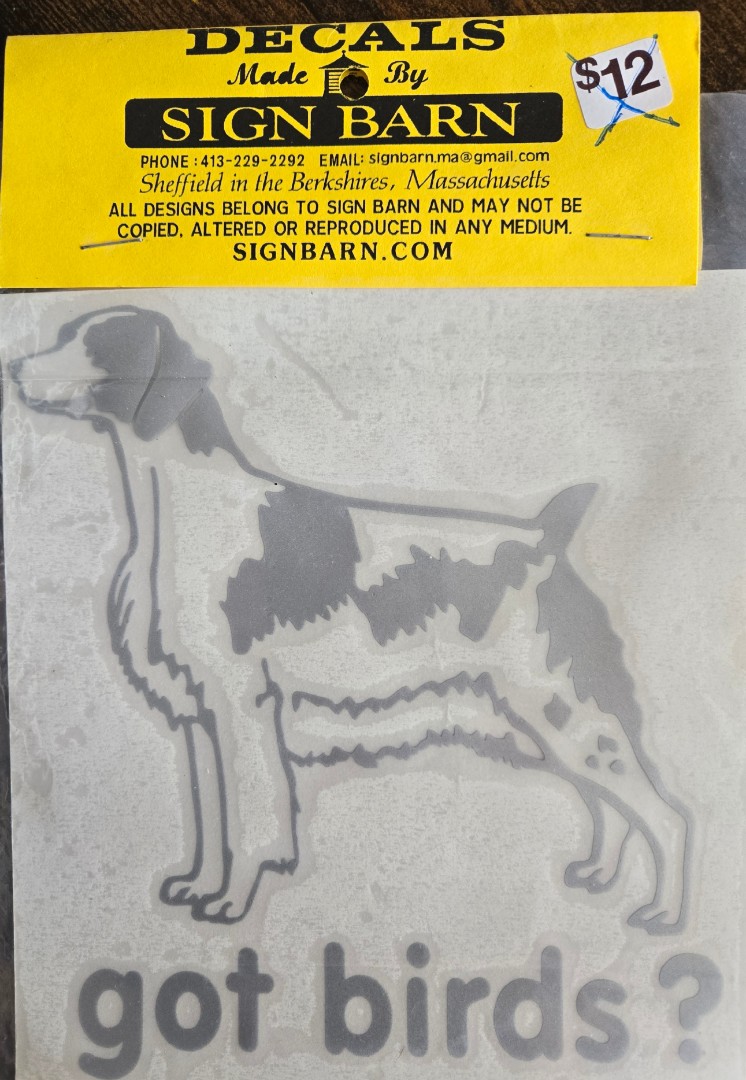 DECALS
Made By
SIGN BARN
$12
PHONE : 413-229-2292 EMAIL: signbarn.ma@gmail.com
Sheffield in the Berkshires, Massachusetts
ALL DESIGNS BELONG TO SIGN BARN AND MAY NOT BE
COPIED, ALTERED OR REPRODUCED IN ANY MEDIUM.
SIGNBARN.COM
got birds?